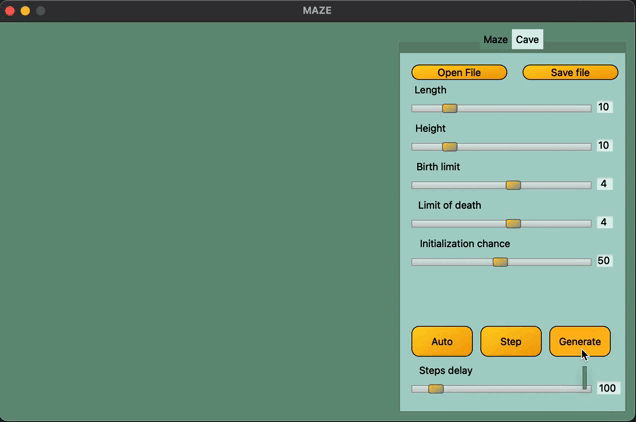 MAZE
Maze Cave
Open File Save file
Length
10
Height
10
Birth limit
4
Limit of death
4
Initialization chance
50
Auto Step Generate
Steps delay
100